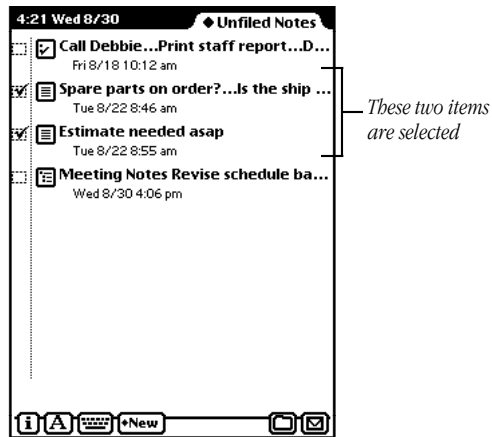 4:21 Wed 8/30
◆ Unfiled Notes
Call Debbie...Print staff report...D...
Fri 8/18 10:12 am
Spare parts on order?...Is the ship ...
Tue 8/22 8:46 am
Estimate needed asap
Tue 8/22 8:55 am
Meeting Notes Revise schedule ba...
Wed 8/30 4:06 pm
These two items
are selected
i A ◆New